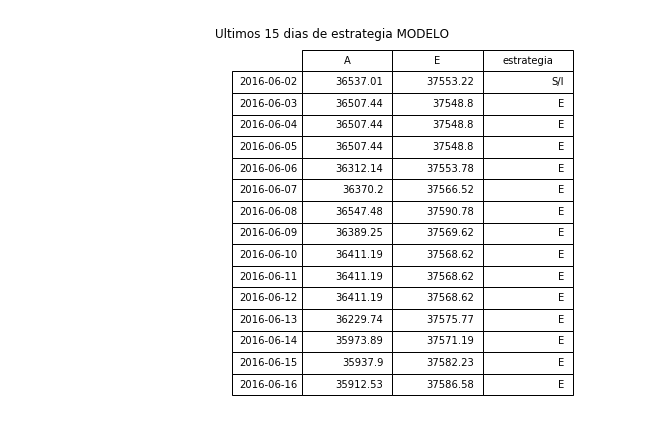 Ultimos 15 dias de estrategia MODELO
A E estrategia
2016-06-02 36537.01 37553.22 S/I
2016-06-03 36507.44 37548.8 E
2016-06-04 36507.44 37548.8 E
2016-06-05 36507.44 37548.8 E
2016-06-06 36312.14 37553.78 E
2016-06-07 36370.2 37566.52 E
2016-06-08 36547.48 37590.78 E
2016-06-09 36389.25 37569.62 E
2016-06-10 36411.19 37568.62 E
2016-06-11 36411.19 37568.62 E
2016-06-12 36411.19 37568.62 E
2016-06-13 36229.74 37575.77 E
2016-06-14 35973.89 37571.19 E
2016-06-15 35937.9 37582.23 E
2016-06-16 35912.53 37586.58 E